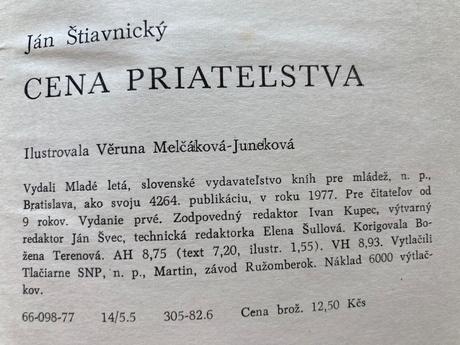 Ján Štiavnický
CENA PRIATEĽSTVA
Ilustrovala Věruna Melčáková-Juneková
Vydali Mladé letá, slovenské vydavateľstvo kníh pre mládež, n. p.,
Bratislava, ako svoju 4264. publikáciu, v roku 1977. Pre čitateľov od
9 rokov. Vydanie prvé. Zodpovedný redaktor Ivan Kupec, výtvarný
redaktor Ján Švec, technická redaktorka Elena Šullová. Korigovala Bo-
žena Terenová. AH 8,75 (text 7,20, ilustr. 1,55). VH 8,93. Vytlačili
Tlačiarne SNP, n. p., Martin, závod Ružomberok. Náklad 6000 výtlač-
kov.
66-098-77 14/5.5 305-82.6 Cena brož. 12,50 Kčs